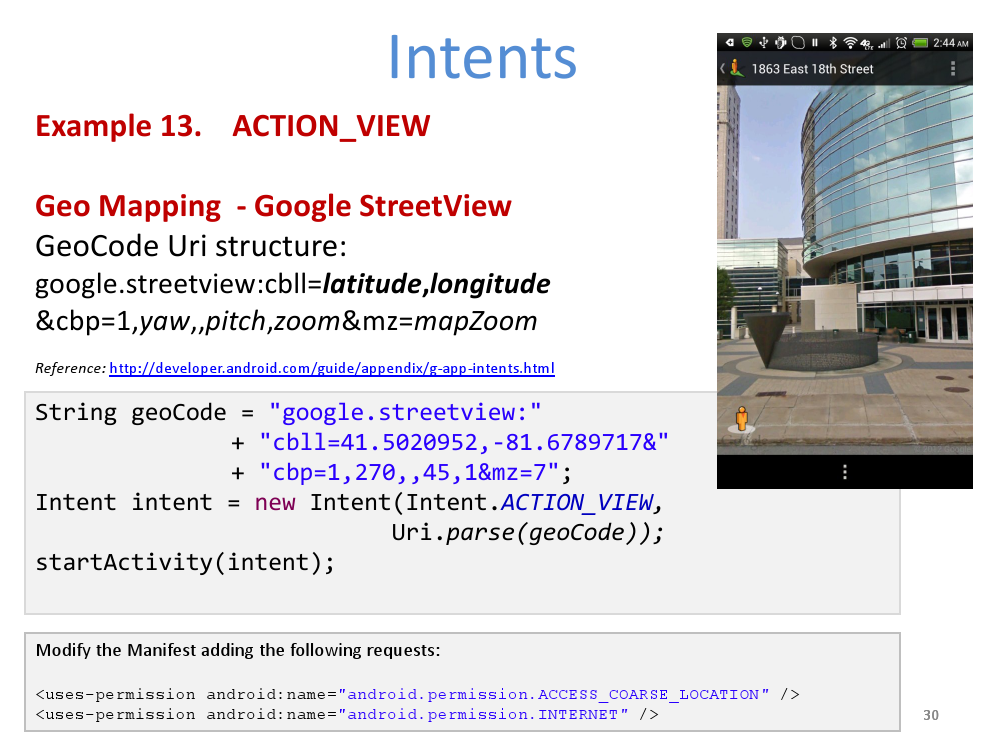 Intents
Example 13. ACTION_VIEW
Geo Mapping - Google StreetView
GeoCode Uri structure:
google.streetview:cbll=latitude,longitude
&cbp=1,yaw,,pitch,zoom&mz=mapZoom
Reference: http://developer.android.com/guide/appendix/g-app-intents.html
2:44 AM
1863 East 18th Street
String geoCode = "google.streetview:"
+ "cbll=41.5020952,-81.6789717&"
+ "cbp=1,270,,45,1&mz=7";
Intent intent = new Intent(Intent.ACTION_VIEW,
Uri.parse(geoCode));
startActivity(intent);
Modify the Manifest adding the following requests:
<uses-permission android:name="android.permission.ACCESS_COARSE_LOCATION" />
<uses-permission android:name="android.permission.INTERNET" />
30